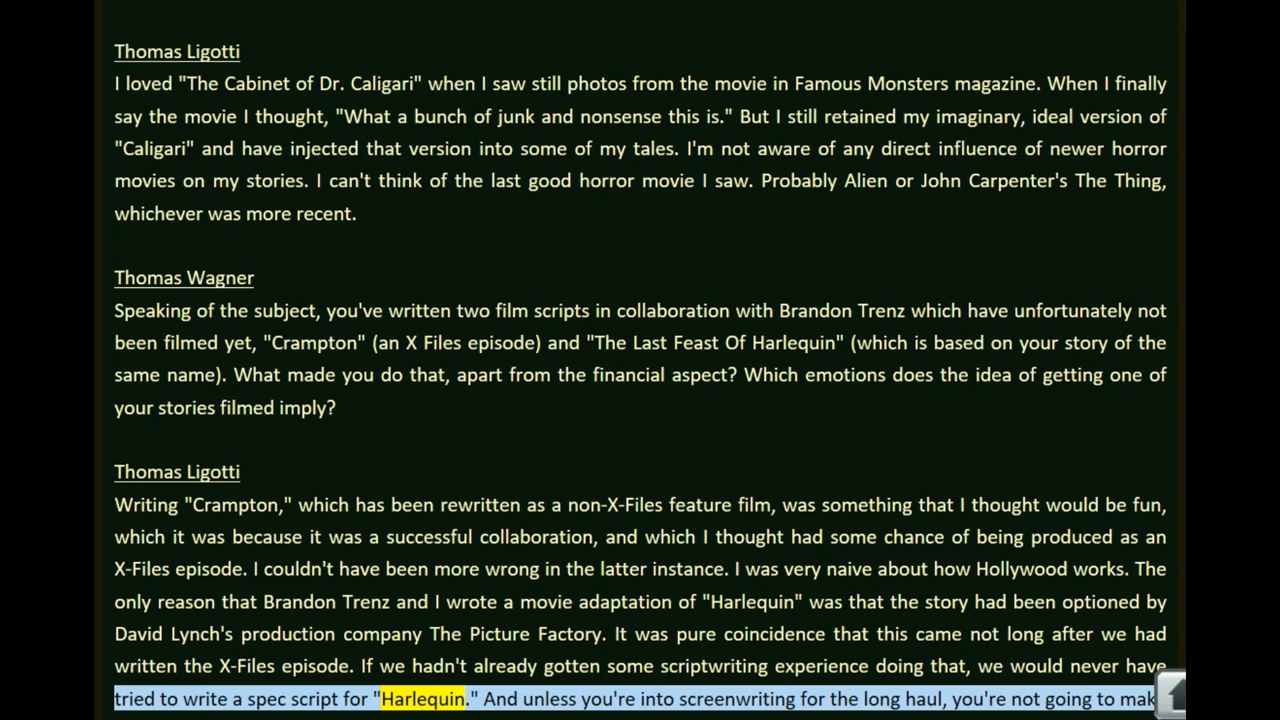 Thomas Ligotti
I loved "The Cabinet of Dr. Caligari" when I saw still photos from the movie in Famous Monsters magazine. When I finally
say the movie I thought, "What a bunch of junk and nonsense this is." But I still retained my imaginary, ideal version of
"Caligari" and have injected that version into some of my tales. I'm not aware of any direct influence of newer horror
movies on my stories. I can't think of the last good horror movie I saw. Probably Alien or John Carpenter's The Thing,
whichever was more recent.
Thomas Wagner
Speaking of the subject, you've written two film scripts in collaboration with Brandon Trenz which have unfortunately not
been filmed yet, "Crampton" (an X Files episode) and "The Last Feast Of Harlequin" (which is based on your story of the
same name). What made you do that, apart from the financial aspect? Which emotions does the idea of getting one of
your stories filmed imply?
Thomas Ligotti
Writing "Crampton," which has been rewritten as a non-X-Files feature film, was something that I thought would be fun,
which it was because it was a successful collaboration, and which I thought had some chance of being produced as an
X-Files episode. I couldn't have been more wrong in the latter instance. I was very naive about how Hollywood works. The
only reason that Brandon Trenz and I wrote a movie adaptation of "Harlequin" was that the story had been optioned by
David Lynch's production company The Picture Factory. It was pure coincidence that this came not long after we had
written the X-Files episode. If we hadn't already gotten some scriptwriting experience doing that, we would never have
tried to write a spec script for "Harlequin." And unless you're into screenwriting for the long haul, you're not going to mak